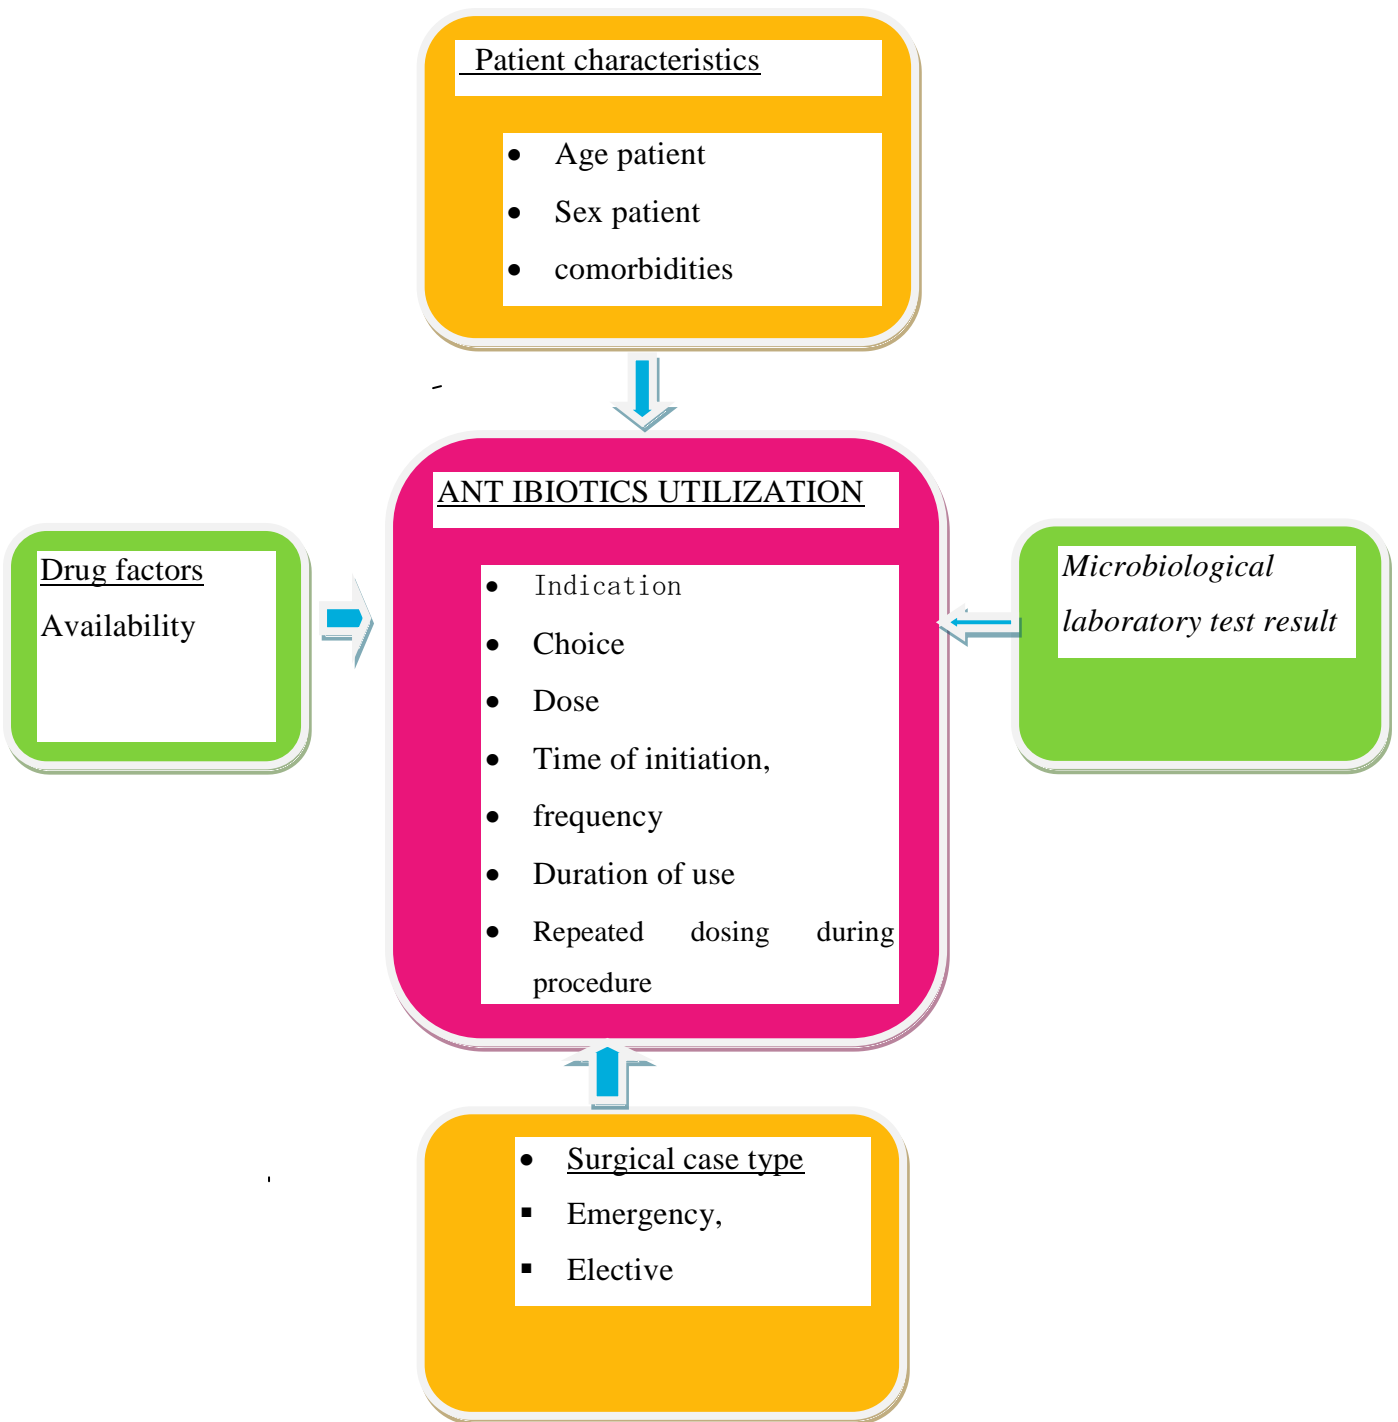 Patient characteristics
• Age patient
• Sex patient
• comorbidities
ANT IBIOTICS UTILIZATION
• Indication
• Choice
• Dose
• Time of initiation,
• frequency
• Duration of use
• Repeated dosing during
procedure
Drug factors
Availability
Microbiological
laboratory test result
• Surgical case type
▪ Emergency,
▪ Elective